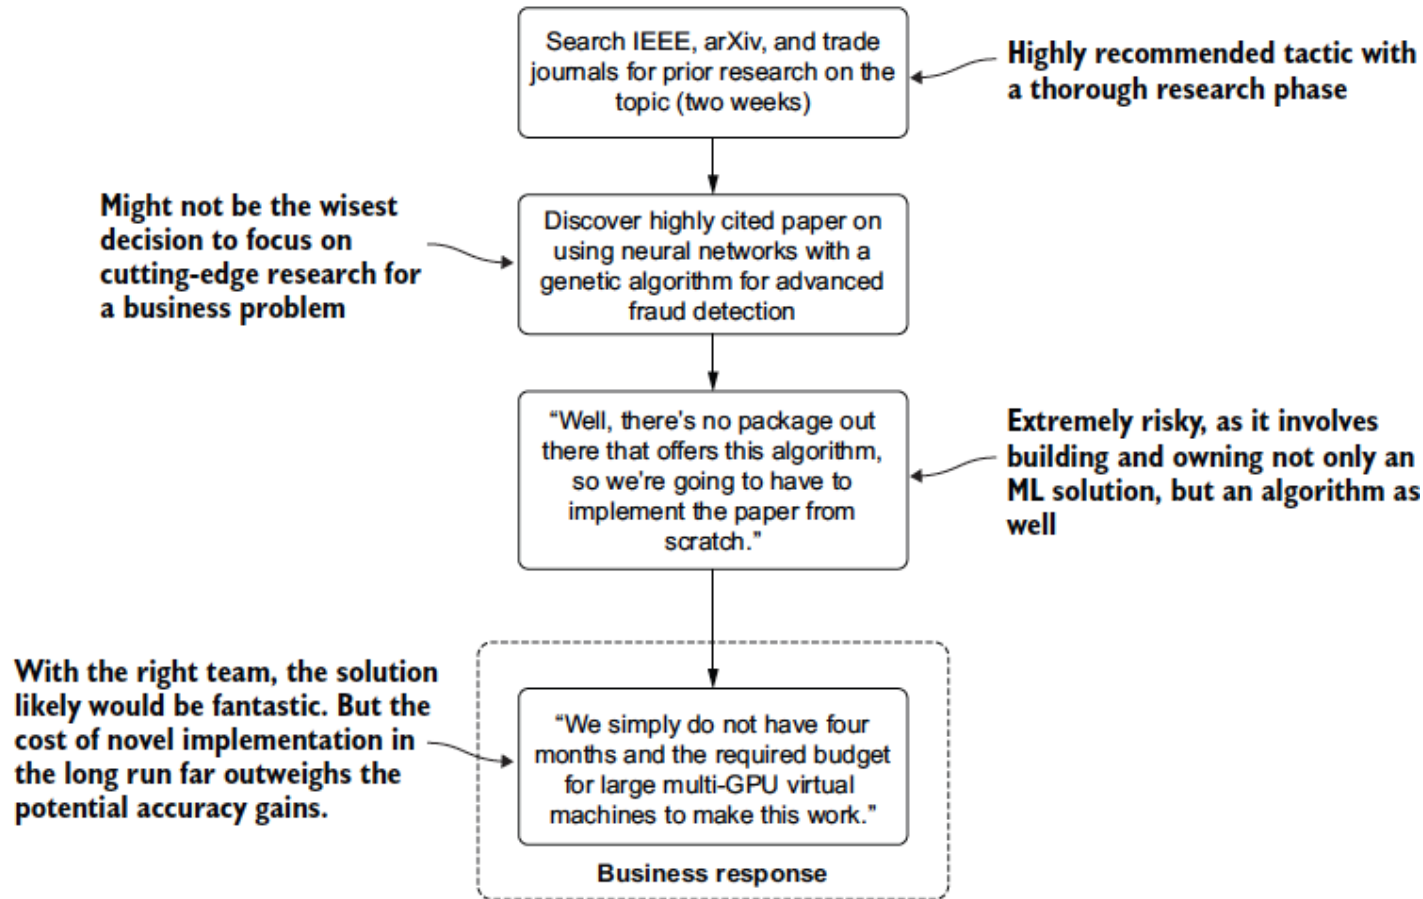 Search IEEE, arXiv, and trade
journals for prior research on the
topic (two weeks)
Highly recommended tactic with
a thorough research phase
Might not be the wisest
decision to focus on
cutting-edge research for
a business problem
Discover highly cited paper on
using neural networks with a
genetic algorithm for advanced
fraud detection
“Well, there's no package out
there that offers this algorithm,
so we're going to have to
implement the paper from
scratch.”
Extremely risky, as it involves
building and owning not only an
ML solution, but an algorithm as
well
With the right team, the solution
likely would be fantastic. But the
cost of novel implementation in
the long run far outweighs the
potential accuracy gains.
“We simply do not have four
months and the required budget
for large multi-GPU virtual
machines to make this work.”
Business response